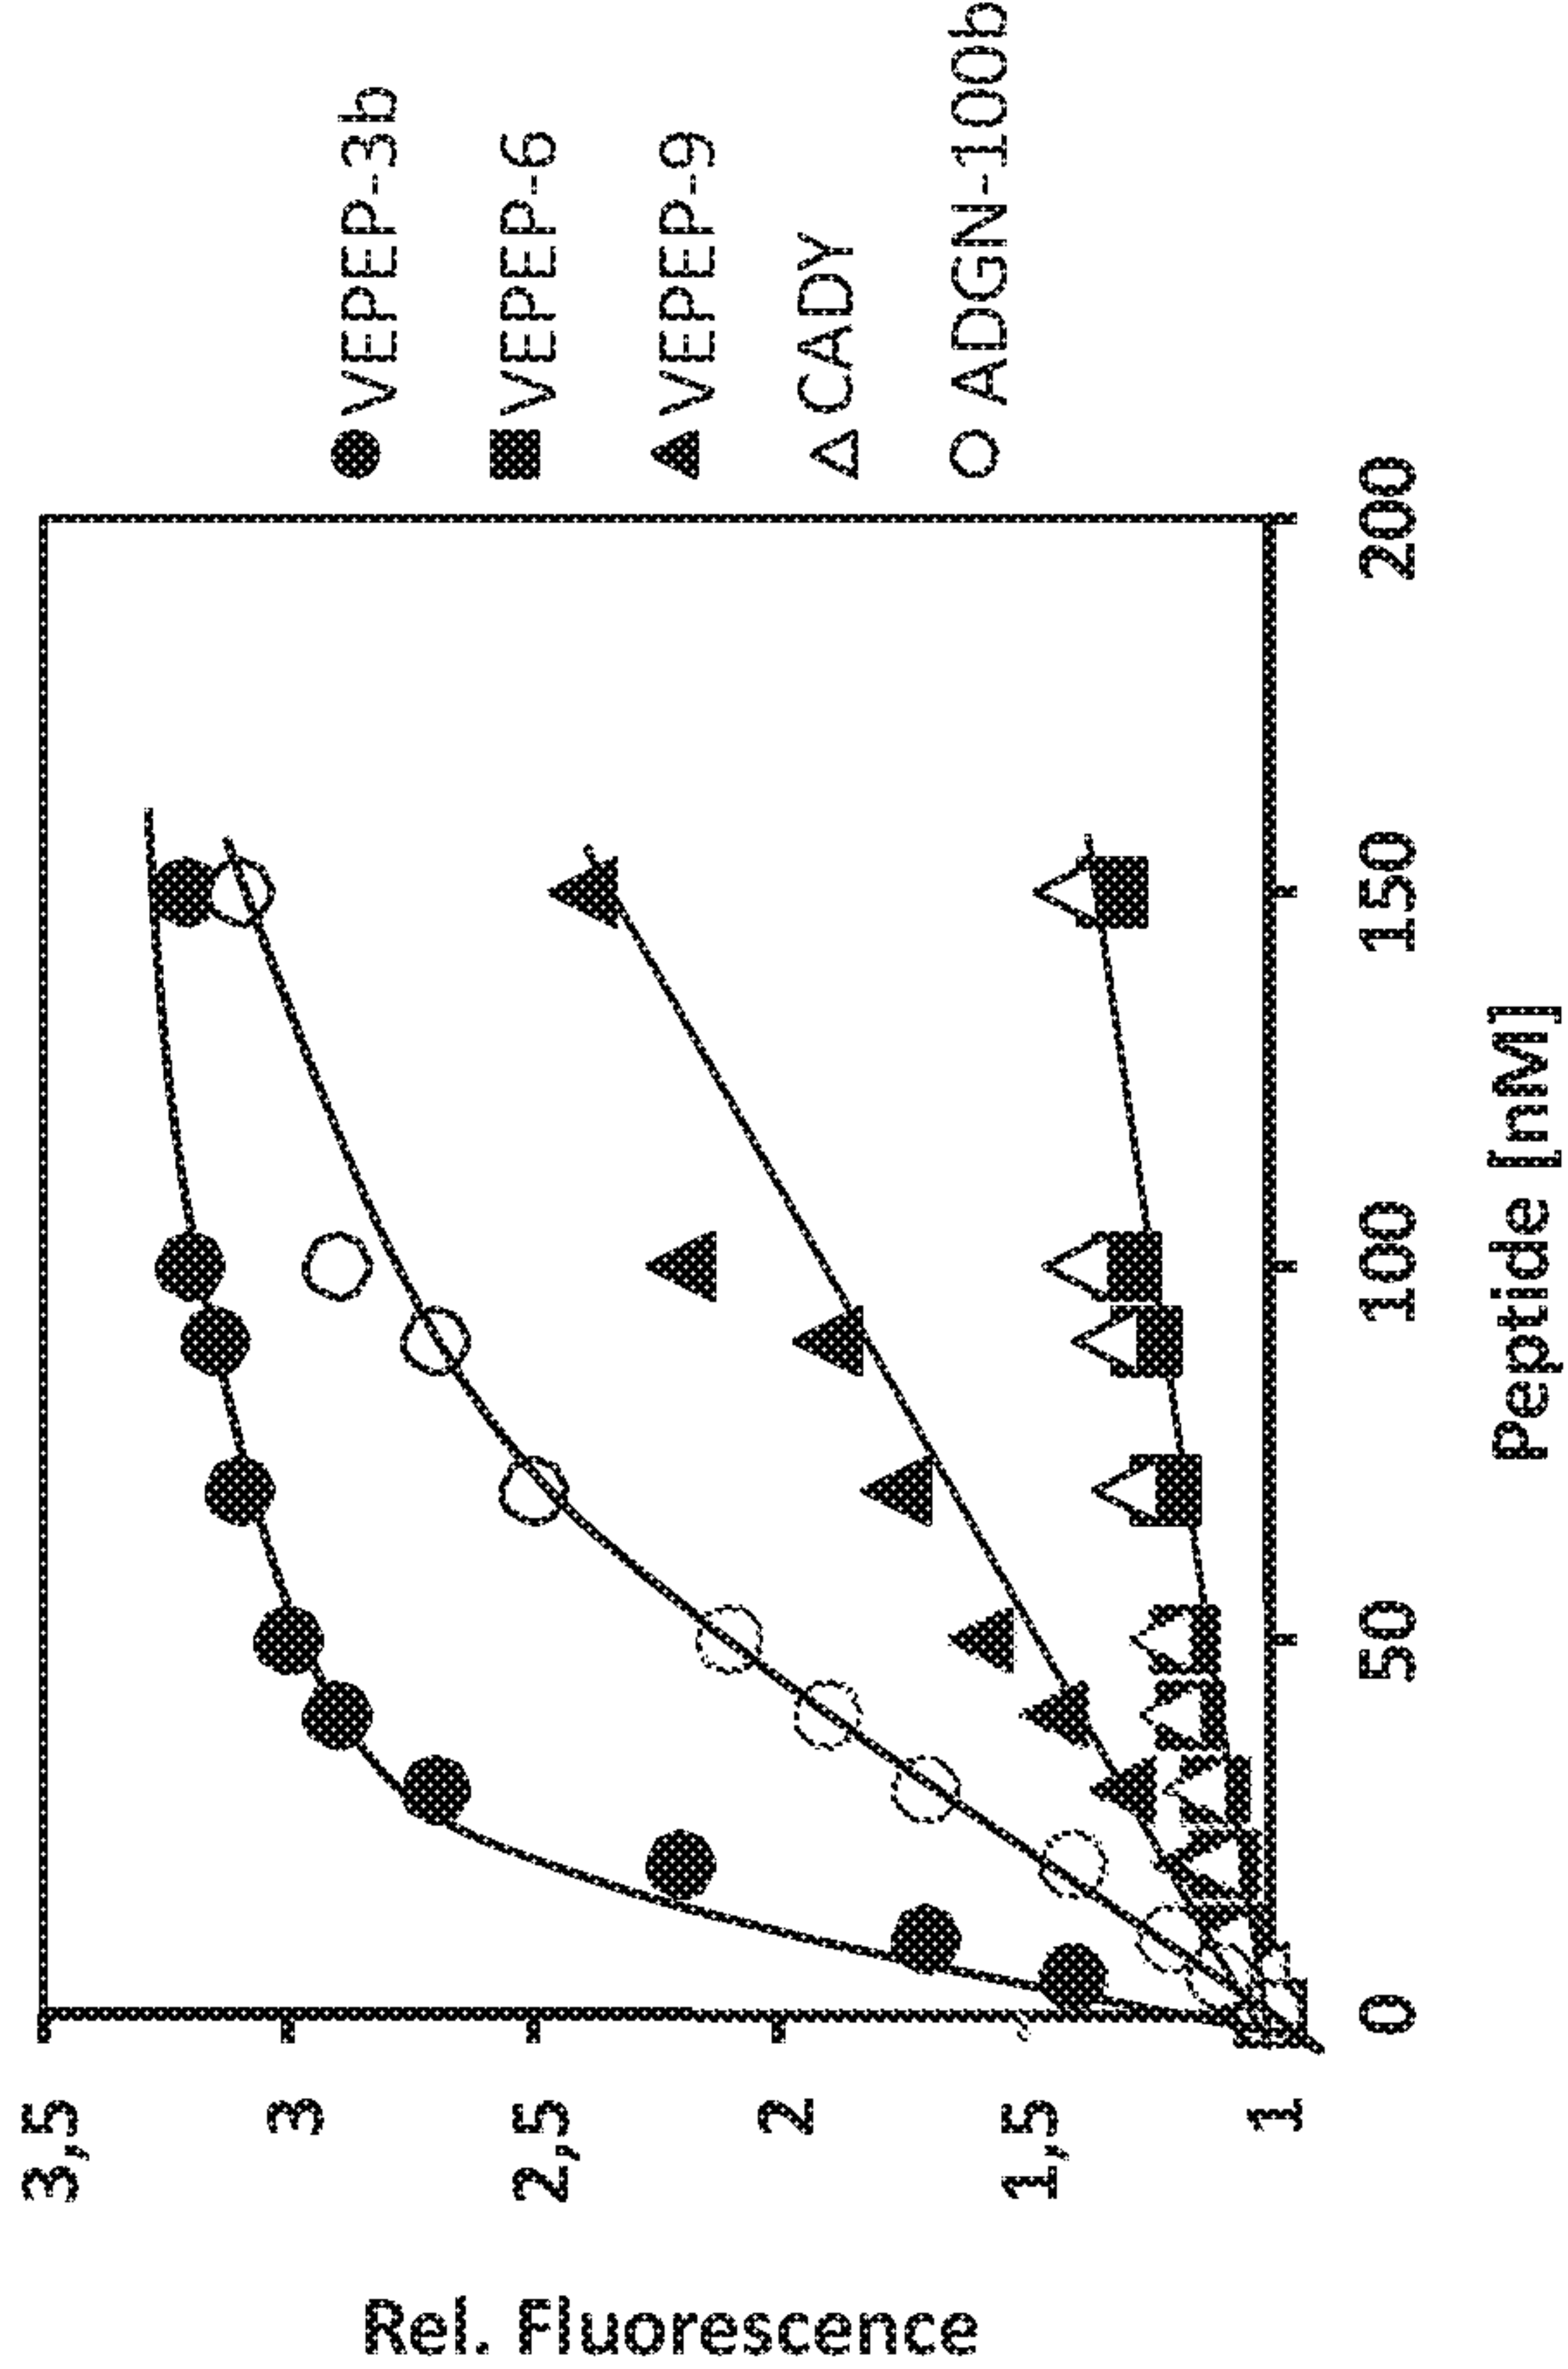 Rel. Fluorescence
3,5
3
2,5
2
1,5
1
0
50
100
150
200
Peptide [nM]
VEPEP-3b
VEPEP-6
VEPEP-9
CADY
ADGN-100b